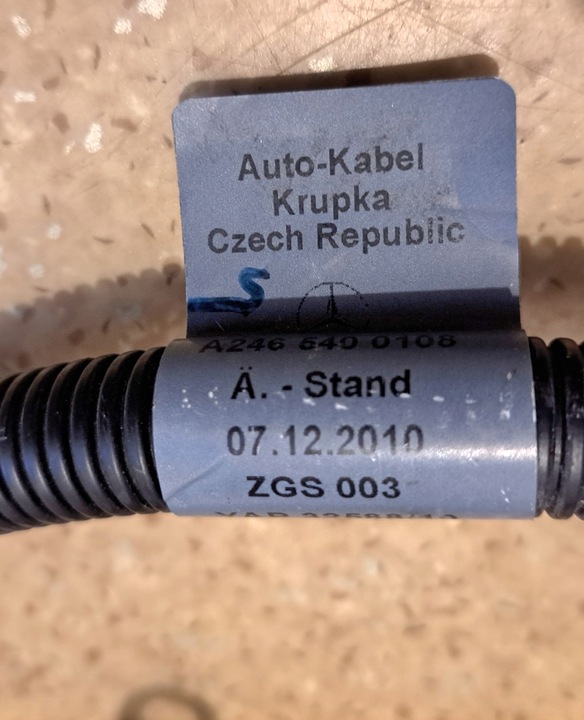 Auto-Kabel
Krupka
Czech Republic
A246 540 0108
Ä. - Stand
07.12.2010
ZGS 003